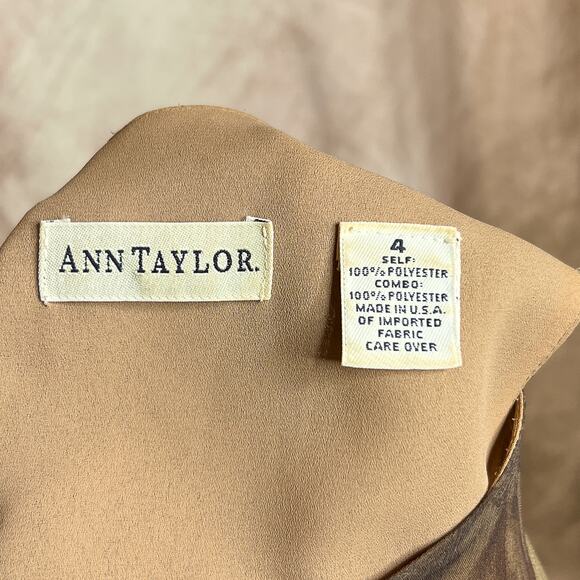 ANN TAYLOR.
4
SELF:
100% POLYESTER
COMBO:
100% POLYESTER
MADE IN U.S.A.
OF IMPORTED
FABRIC
CARE OVER